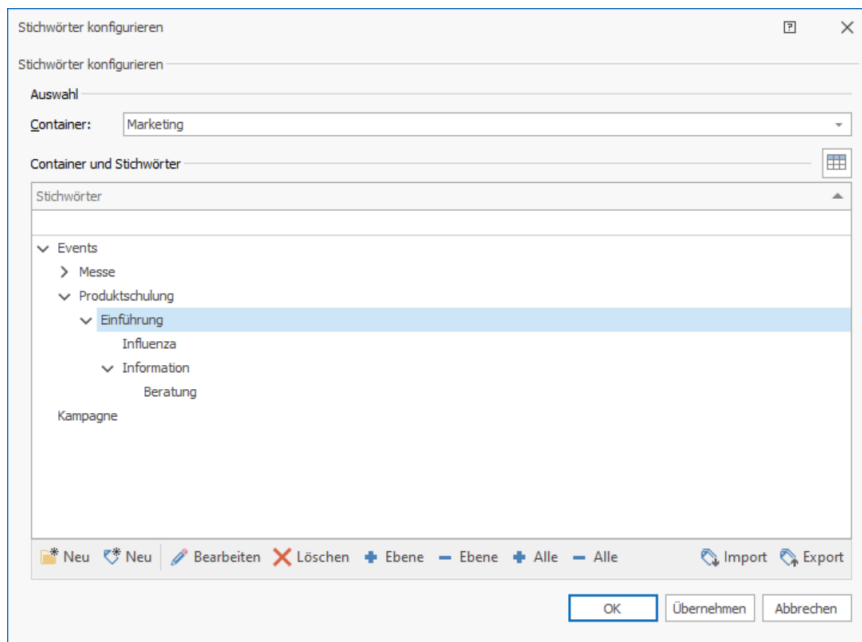 Stichwörter konfigurieren
Stichwörter konfigurieren
Auswahl
Container: Marketing
Container und Stichwörter
Stichwörter
Events
Messe
Produktschulung
Einführung
Influenza
Information
Beratung
Kampagne
Neu Neu Bearbeiten Löschen Ebene Ebene Alle Alle Import Export
OK Übernehmen Abbrechen